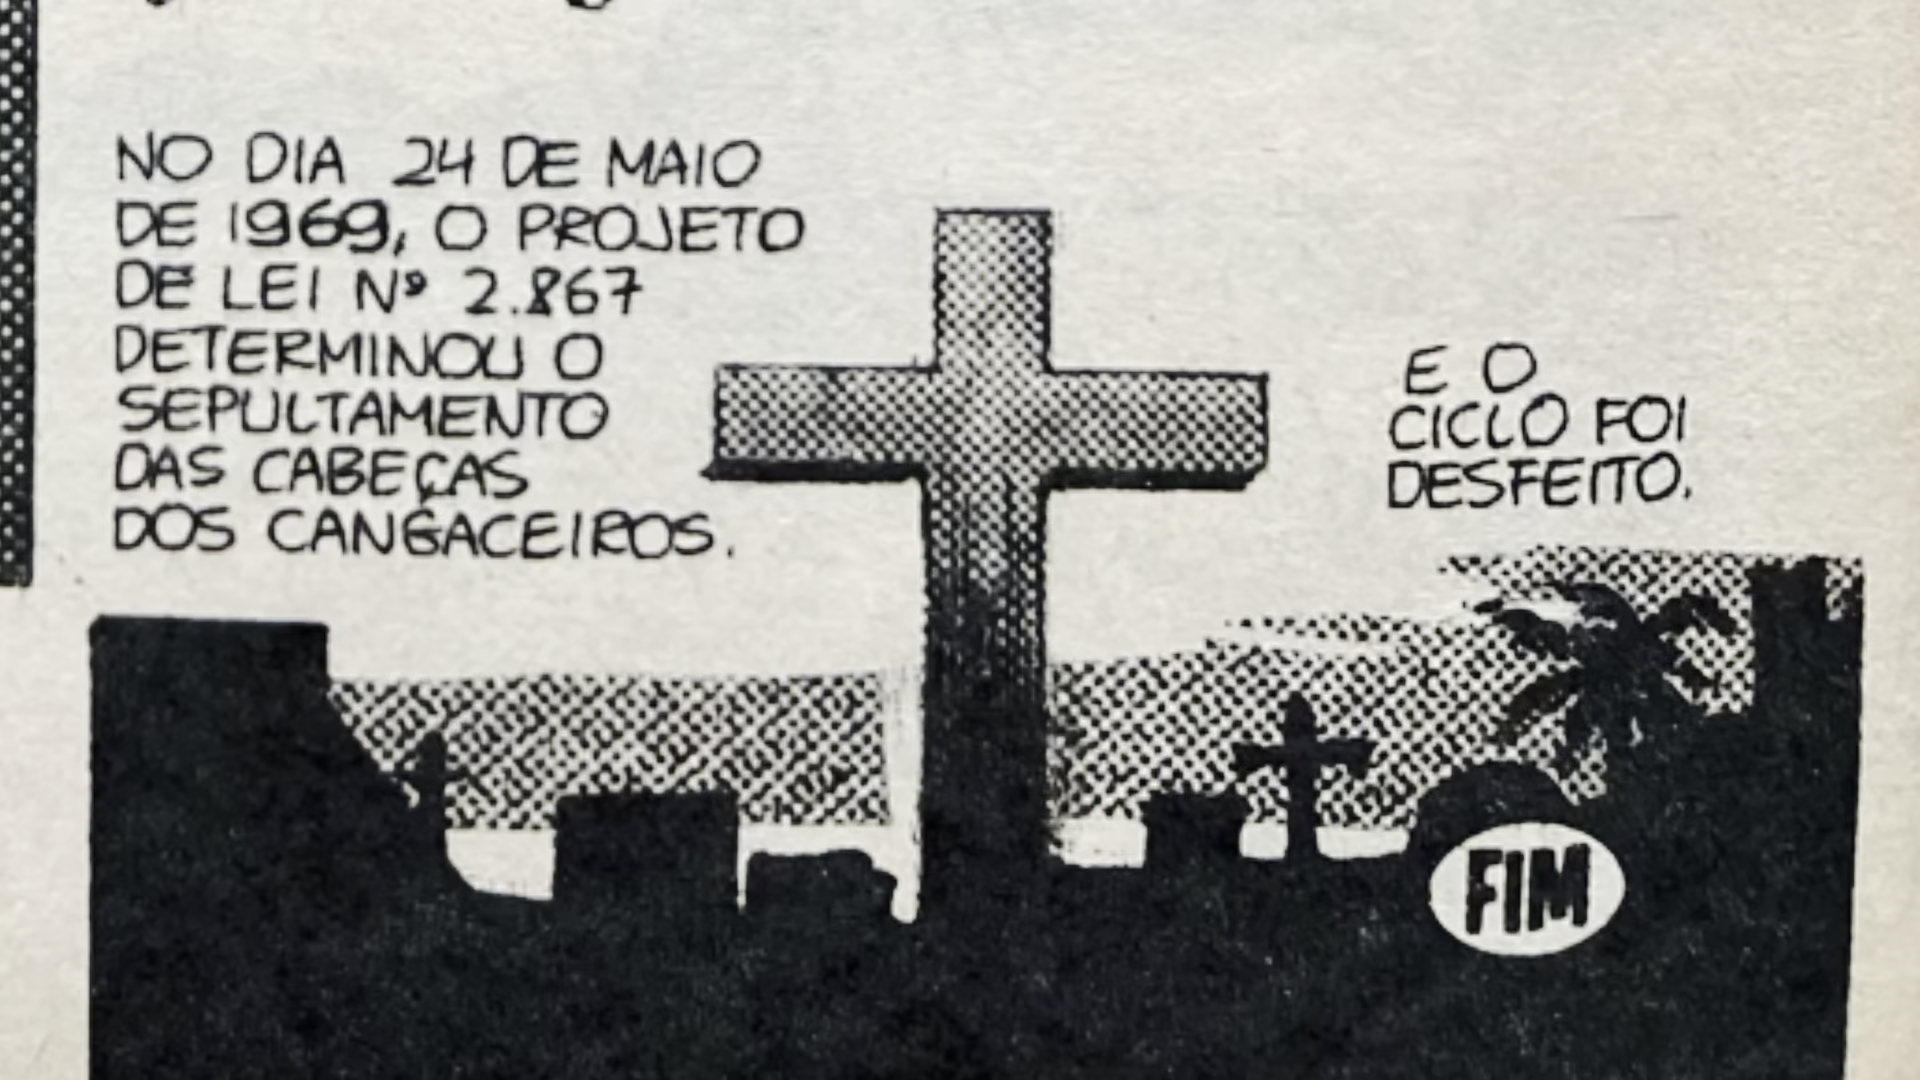 NO DIA 24 DE MAIO
DE 1969, O PROJETO
DE LEI Nº 2.867
DETERMINOU O
SEPULTAMENTO
DAS CABEÇAS
DOS CANGACEIROS.
E O
CICLO FOI
DESFEITO.
FIM